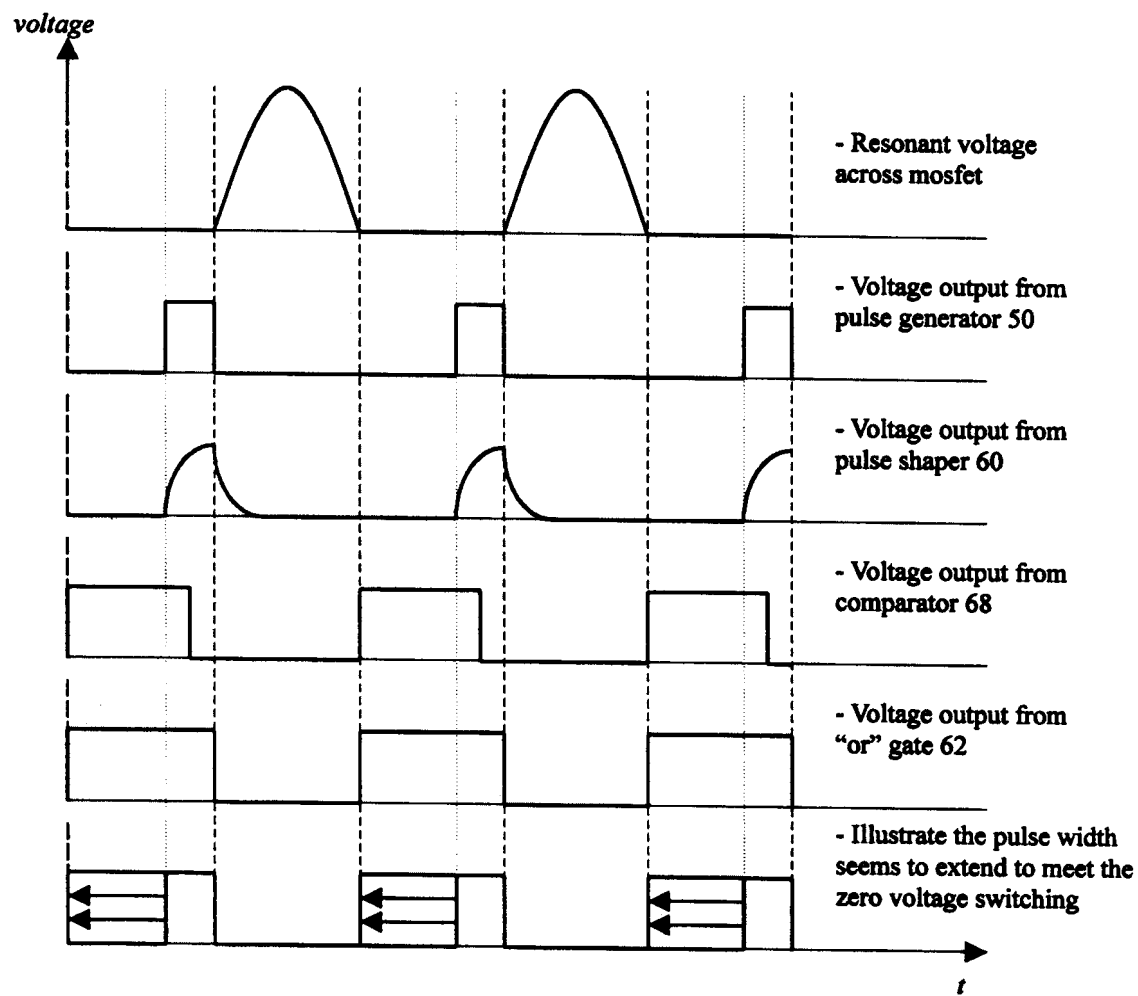 voltage
- Resonant voltage
across mosfet
- Voltage output from
pulse generator 50
- Voltage output from
pulse shaper 60
- Voltage output from
comparator 68
- Voltage output from
“or” gate 62
- Illustrate the pulse width
seems to extend to meet the
zero voltage switching
t